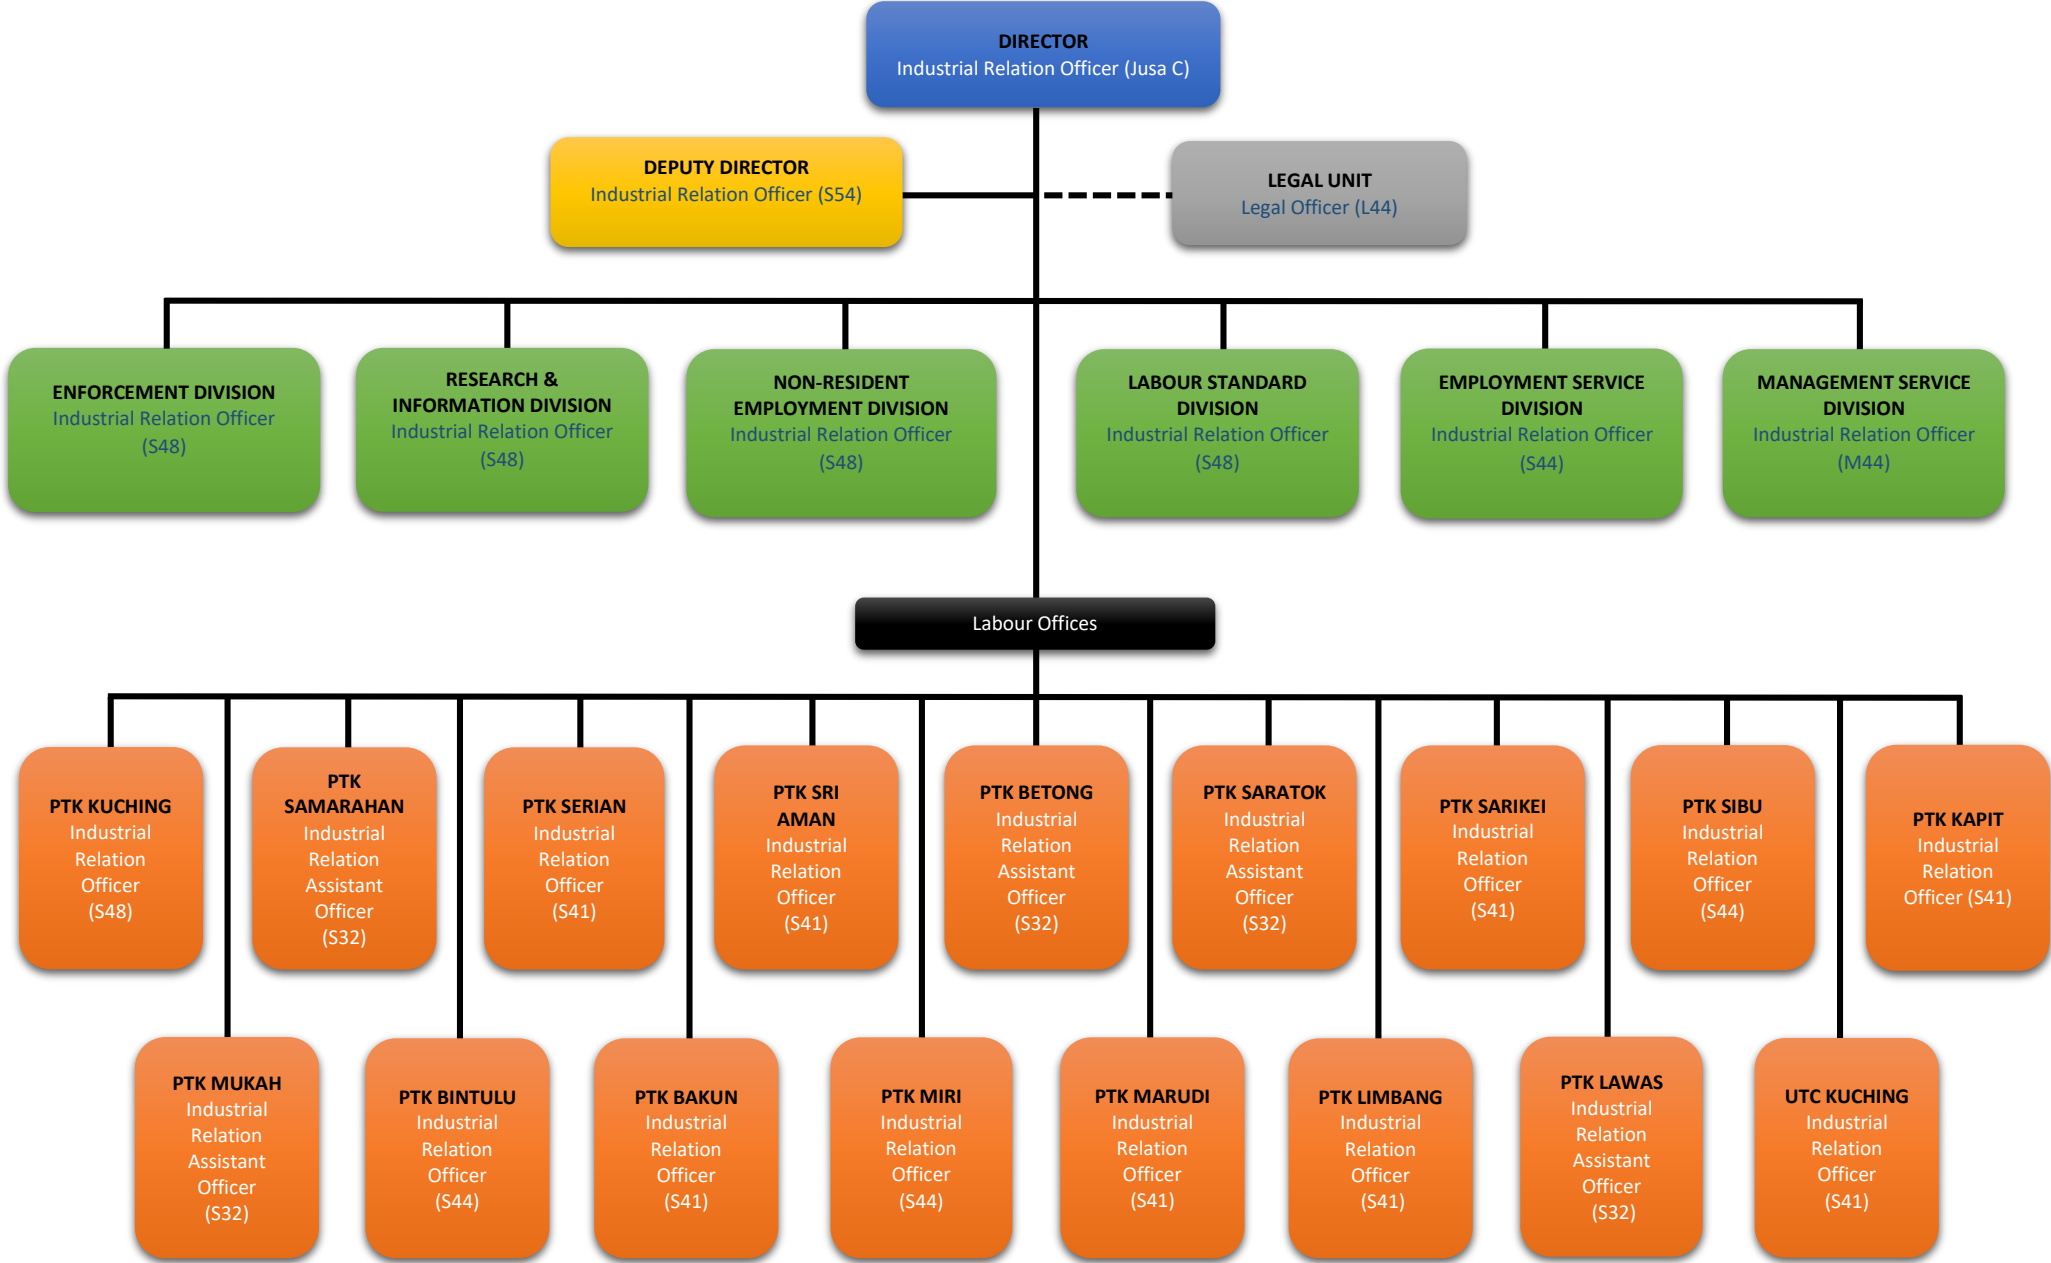 DIRECTOR
Industrial Relation Officer (Jusa C)
DEPUTY DIRECTOR
Industrial Relation Officer (S54)
LEGAL UNIT
Legal Officer (L44)
ENFORCEMENT DIVISION
Industrial Relation Officer
(S48)
RESEARCH &
INFORMATION DIVISION
Industrial Relation Officer
(S48)
NON-RESIDENT
EMPLOYMENT DIVISION
Industrial Relation Officer
(S48)
LABOUR STANDARD
DIVISION
Industrial Relation Officer
(S48)
EMPLOYMENT SERVICE
DIVISION
Industrial Relation Officer
(S44)
MANAGEMENT SERVICE
DIVISION
Industrial Relation Officer
(M44)
Labour Offices
PTK KUCHING
Industrial
Relation
Officer
(S48)
PTK
SAMARAHAN
Industrial
Relation
Assistant
Officer
(S32)
PTK SERIAN
Industrial
Relation
Officer
(S41)
PTK SRI
AMAN
Industrial
Relation
Officer
(S41)
PTK BETONG
Industrial
Relation
Assistant
Officer
(S32)
PTK SARATOK
Industrial
Relation
Assistant
Officer
(S32)
PTK SARIKEI
Industrial
Relation
Officer
(S41)
PTK SIBU
Industrial
Relation
Officer
(S44)
PTK KAPIT
Industrial
Relation
Officer (S41)
PTK MUKAH
Industrial
Relation
Assistant
Officer
(S32)
PTK BINTULU
Industrial
Relation
Officer
(S44)
PTK BAKUN
Industrial
Relation
Officer
(S41)
PTK MIRI
Industrial
Relation
Officer
(S44)
PTK MARUDI
Industrial
Relation
Officer
(S41)
PTK LIMBANG
Industrial
Relation
Officer
(S41)
PTK LAWAS
Industrial
Relation
Assistant
Officer
(S32)
UTC KUCHING
Industrial
Relation
Officer
(S41)